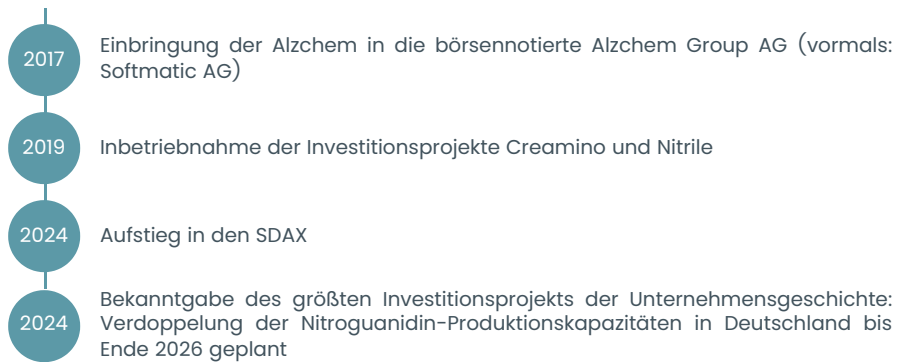 2017
Einbringung der Alzchem in die börsennotierte Alzchem Group AG (vormals:
Softmatic AG)
2019
Inbetriebnahme der Investitionsprojekte Creamino und Nitrile
2024
Aufstieg in den SDAX
2024
Bekanntgabe des größten Investitionsprojekts der Unternehmensgeschichte:
Verdoppelung der Nitroguanidin-Produktionskapazitäten in Deutschland bis
Ende 2026 geplant